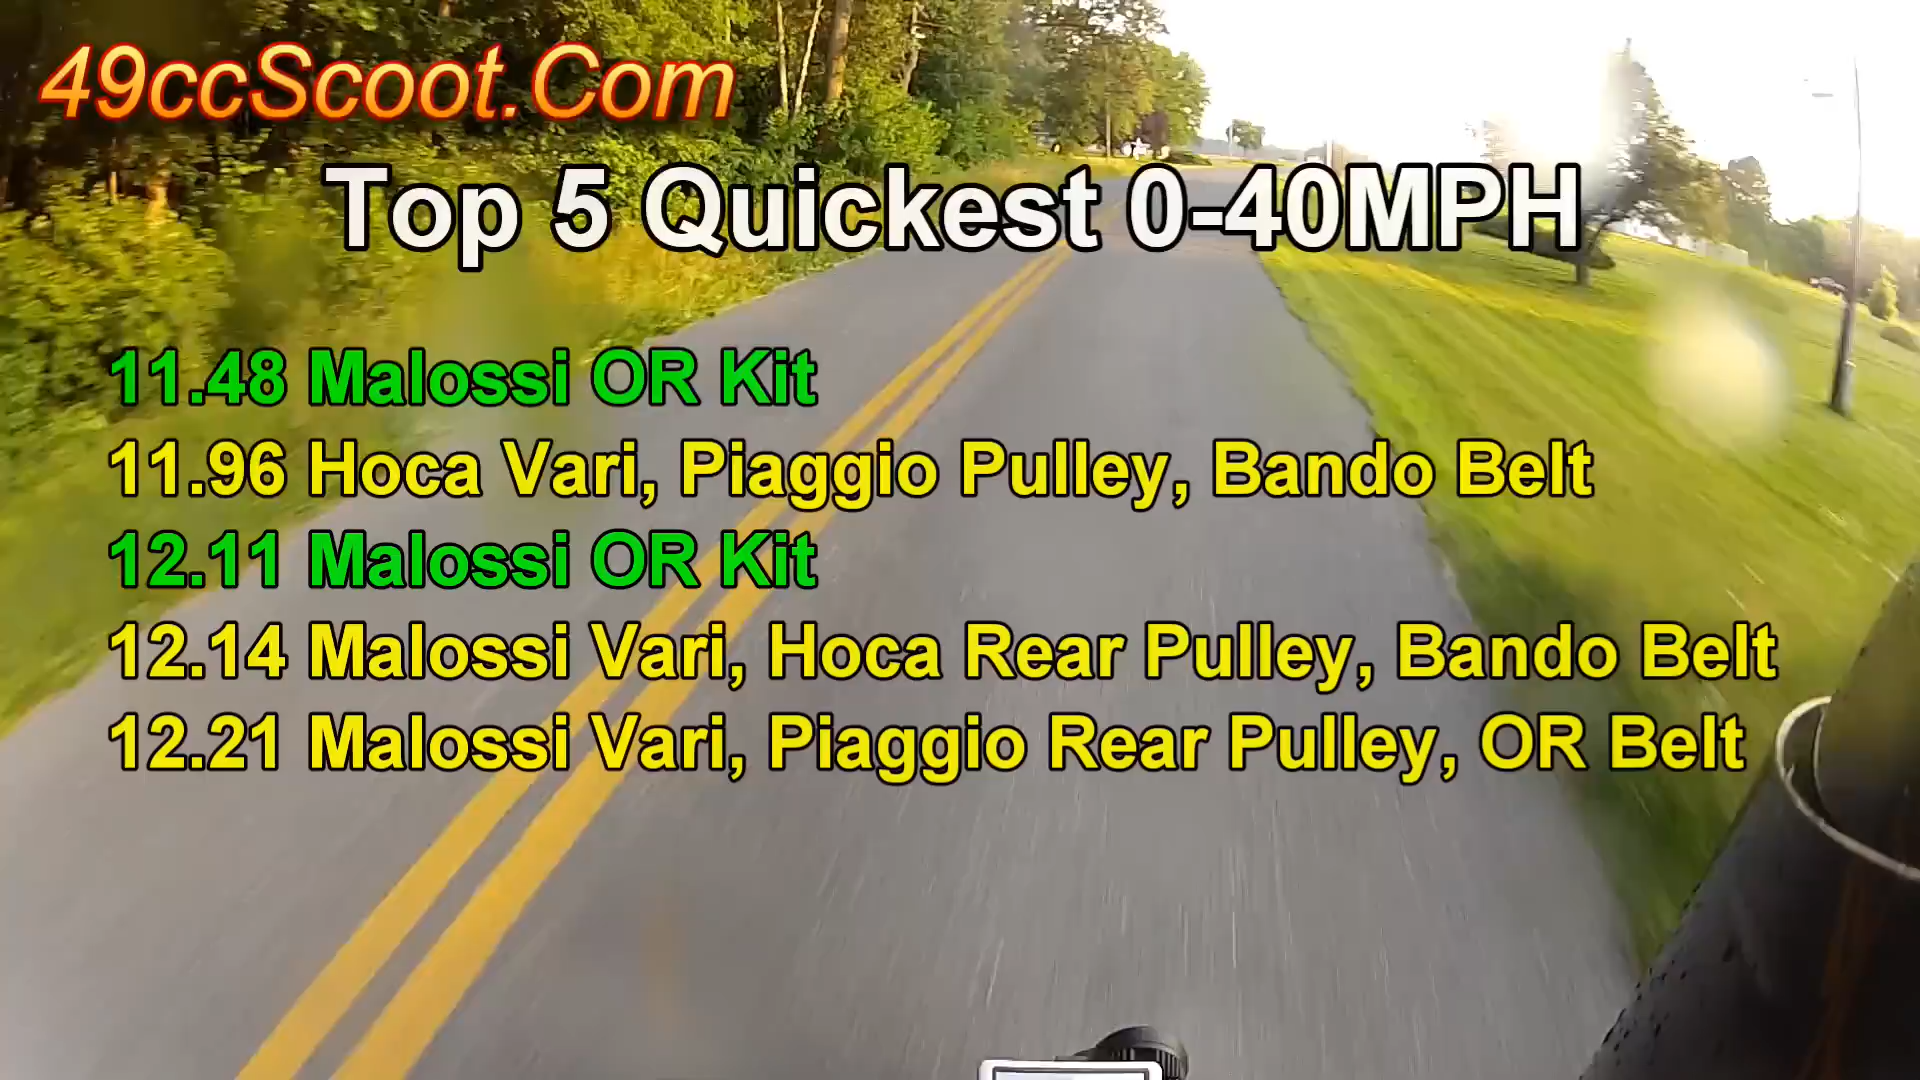 49ccScoot.Com
Top 5 Quickest 0-40MPH
11.48 Malossi OR Kit
11.96 Hoca Vari, Piaggio Pulley, Bando Belt
12.11 Malossi OR Kit
12.14 Malossi Vari, Hoca Rear Pulley, Bando Belt
12.21 Malossi Vari, Piaggio Rear Pulley, OR Belt